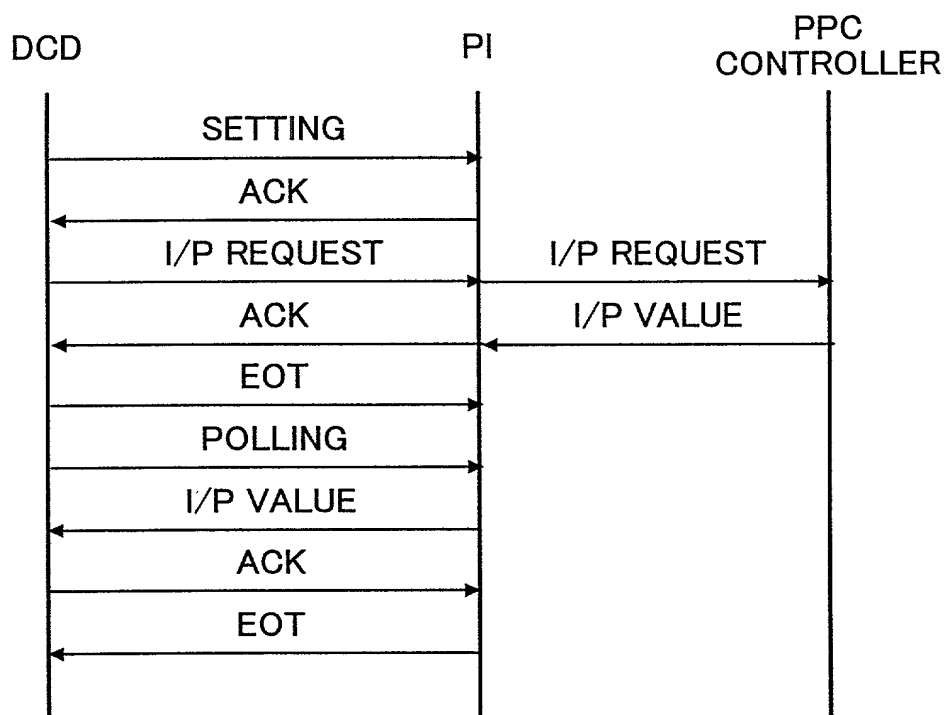 DCD
PI
PPC
CONTROLLER
SETTING
ACK
I/P REQUEST
I/P REQUEST
ACK
I/P VALUE
EOT
POLLING
I/P VALUE
ACK
EOT